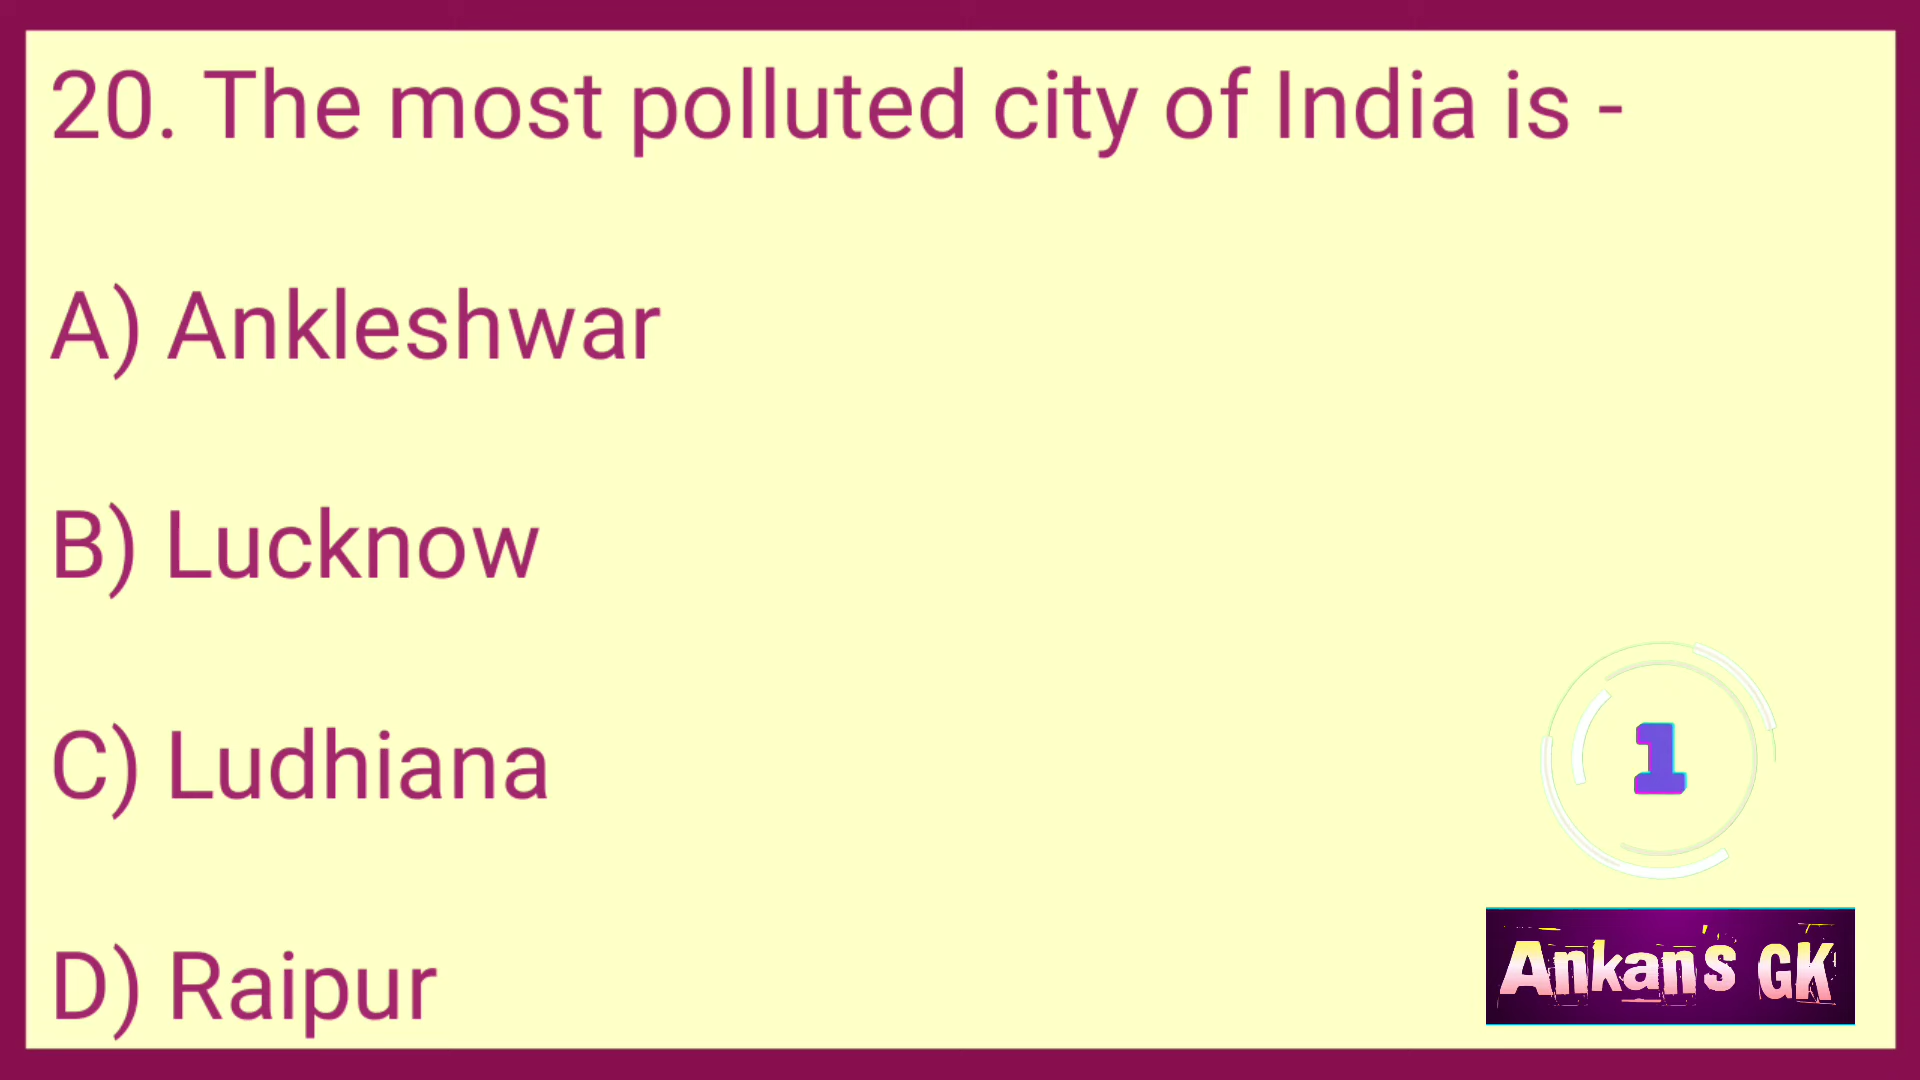 20. The most polluted city of India is -
A) Ankleshwar
B) Lucknow
C) Ludhiana
1
D) Raipur
Ankan's GK